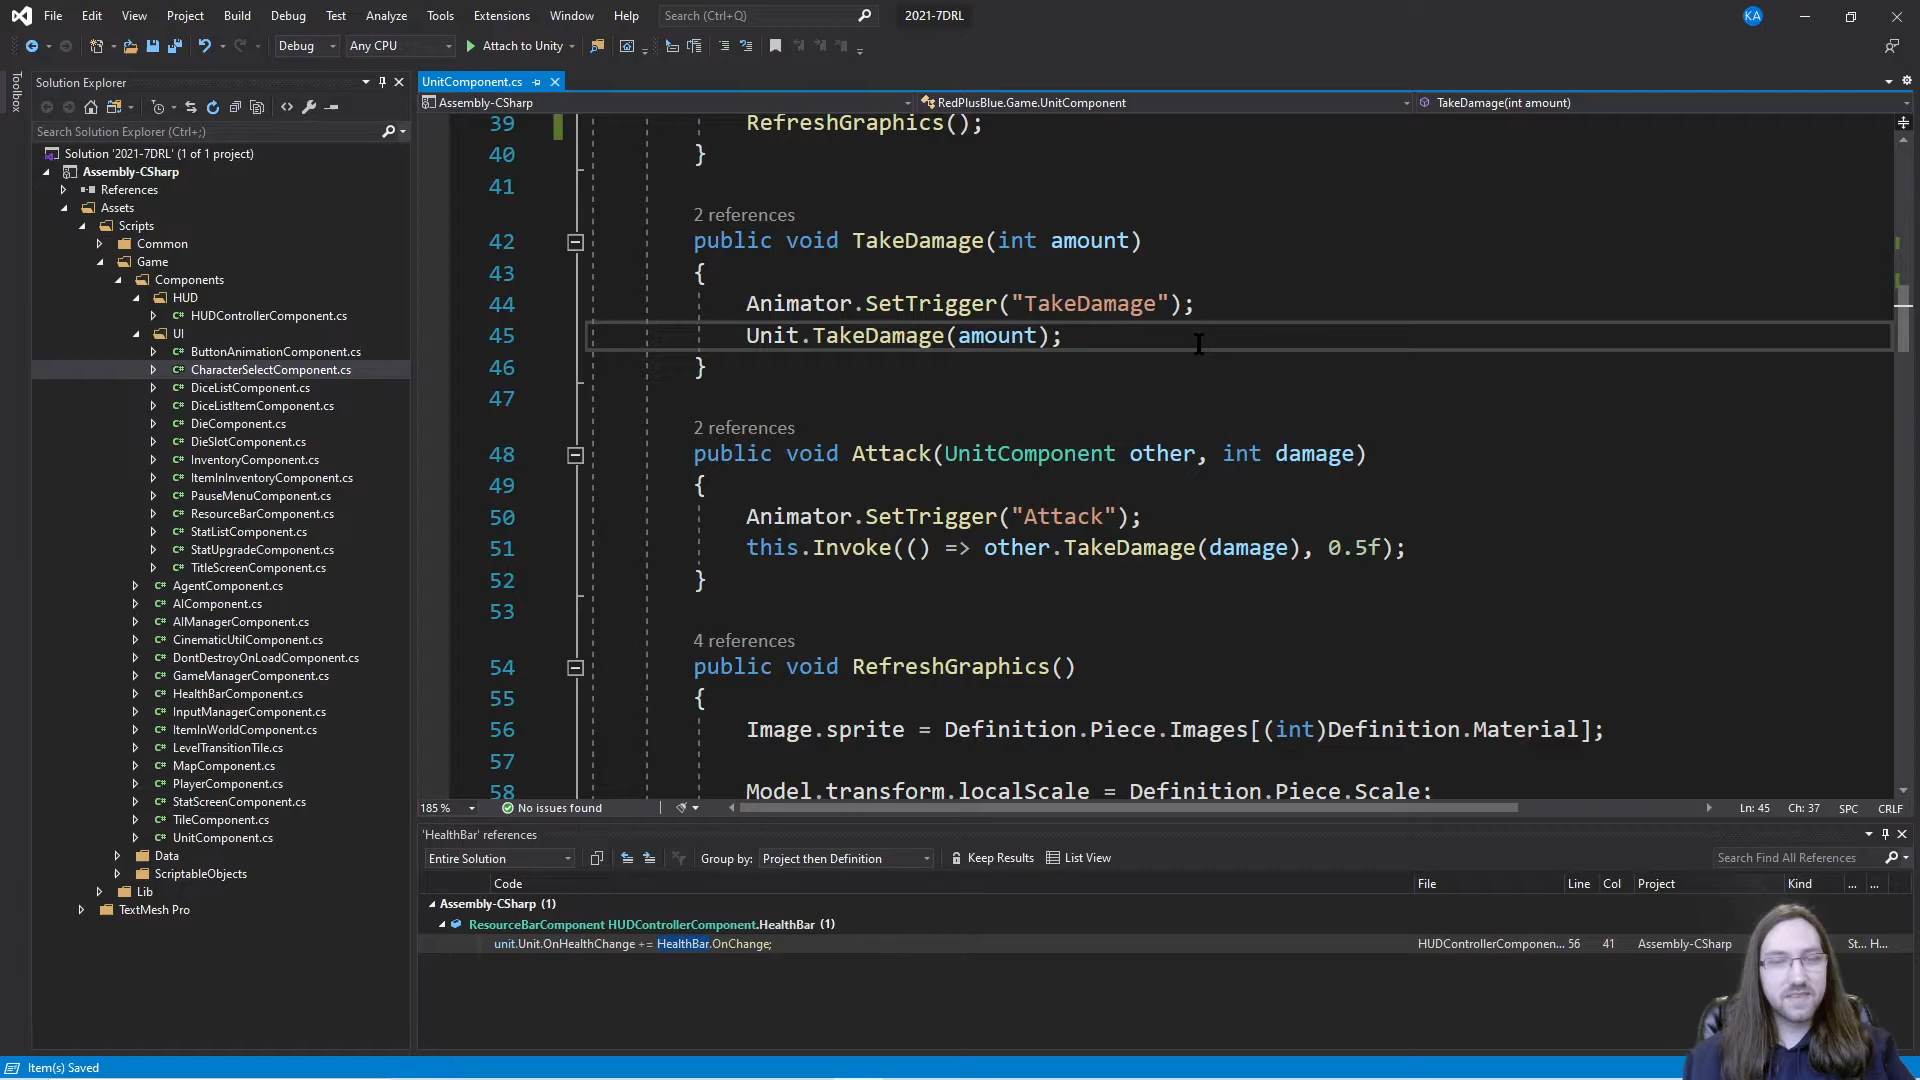 File Edit View Project Build Debug Test Analyze Tools Extensions Window Help Search (Ctrl+Q) 2021-7DRL KA
Debug Any CPU Attach to Unity
Toolbox
Solution Explorer
Search Solution Explorer (Ctrl+;)
Solution '2021-7DRL' (1 of 1 project)
Assembly-CSharp
References
Assets
Scripts
Common
Game
Components
HUD
C# HUDControllerComponent.cs
UI
C# ButtonAnimationComponent.cs
C# CharacterSelectComponent.cs
C# DiceListComponent.cs
C# DiceListItemComponent.cs
C# DieComponent.cs
C# DieSlotComponent.cs
C# InventoryComponent.cs
C# ItemInInventoryComponent.cs
C# PauseMenuComponent.cs
C# ResourceBarComponent.cs
C# StatListComponent.cs
C# StatUpgradeComponent.cs
C# TitleScreenComponent.cs
C# AgentComponent.cs
C# AIComponent.cs
C# AIManagerComponent.cs
C# CinematicUtilComponent.cs
C# DontDestroyOnLoadComponent.cs
C# GameManagerComponent.cs
C# HealthBarComponent.cs
C# InputManagerComponent.cs
C# ItemInWorldComponent.cs
C# LevelTransitionTile.cs
C# MapComponent.cs
C# PlayerComponent.cs
C# StatScreenComponent.cs
C# TileComponent.cs
C# UnitComponent.cs
Data
ScriptableObjects
Lib
TextMesh Pro
UnitComponent.cs
Assembly-CSharp RedPlusBlue.Game.UnitComponent TakeDamage(int amount)
39 RefreshGraphics();
40 }
41
2 references
42 public void TakeDamage(int amount)
43 {
44 Animator.SetTrigger("TakeDamage");
45 Unit.TakeDamage(amount);
46 }
47
2 references
48 public void Attack(UnitComponent other, int damage)
49 {
50 Animator.SetTrigger("Attack");
51 this.Invoke(() => other.TakeDamage(damage), 0.5f);
52 }
53
4 references
54 public void RefreshGraphics()
55 {
56 Image.sprite = Definition.Piece.Images[(int)Definition.Material];
57
58 Model.transform.localScale = Definition.Piece.Scale;
185 % No issues found Ln: 45 Ch: 37 SPC CRLF
'HealthBar' references
Entire Solution Group by: Project then Definition Keep Results List View Search Find All References
Code File Line Col Project Kind ... ...
Assembly-CSharp (1)
ResourceBarComponent HUDControllerComponent.HealthBar (1)
unit.Unit.OnHealthChange += HealthBar.OnChange; HUDControllerComponen... 56 41 Assembly-CSharp St... H...
Item(s) Saved